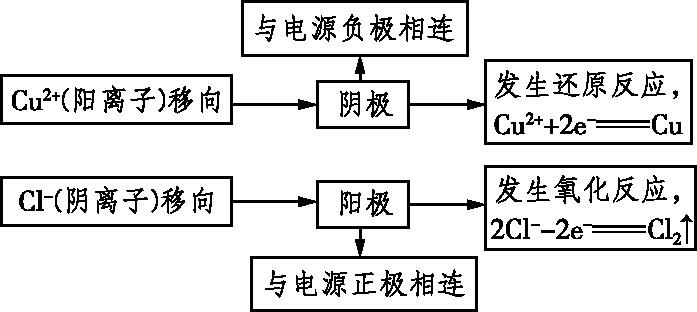 与电源负极相连
Cu²⁺(阳离子)移向
阴极
发生还原反应,
Cu²⁺+2e⁻══Cu
Cl⁻(阴离子)移向
阳极
发生氧化反应,
2Cl⁻−2e⁻══Cl₂↑
与电源正极相连